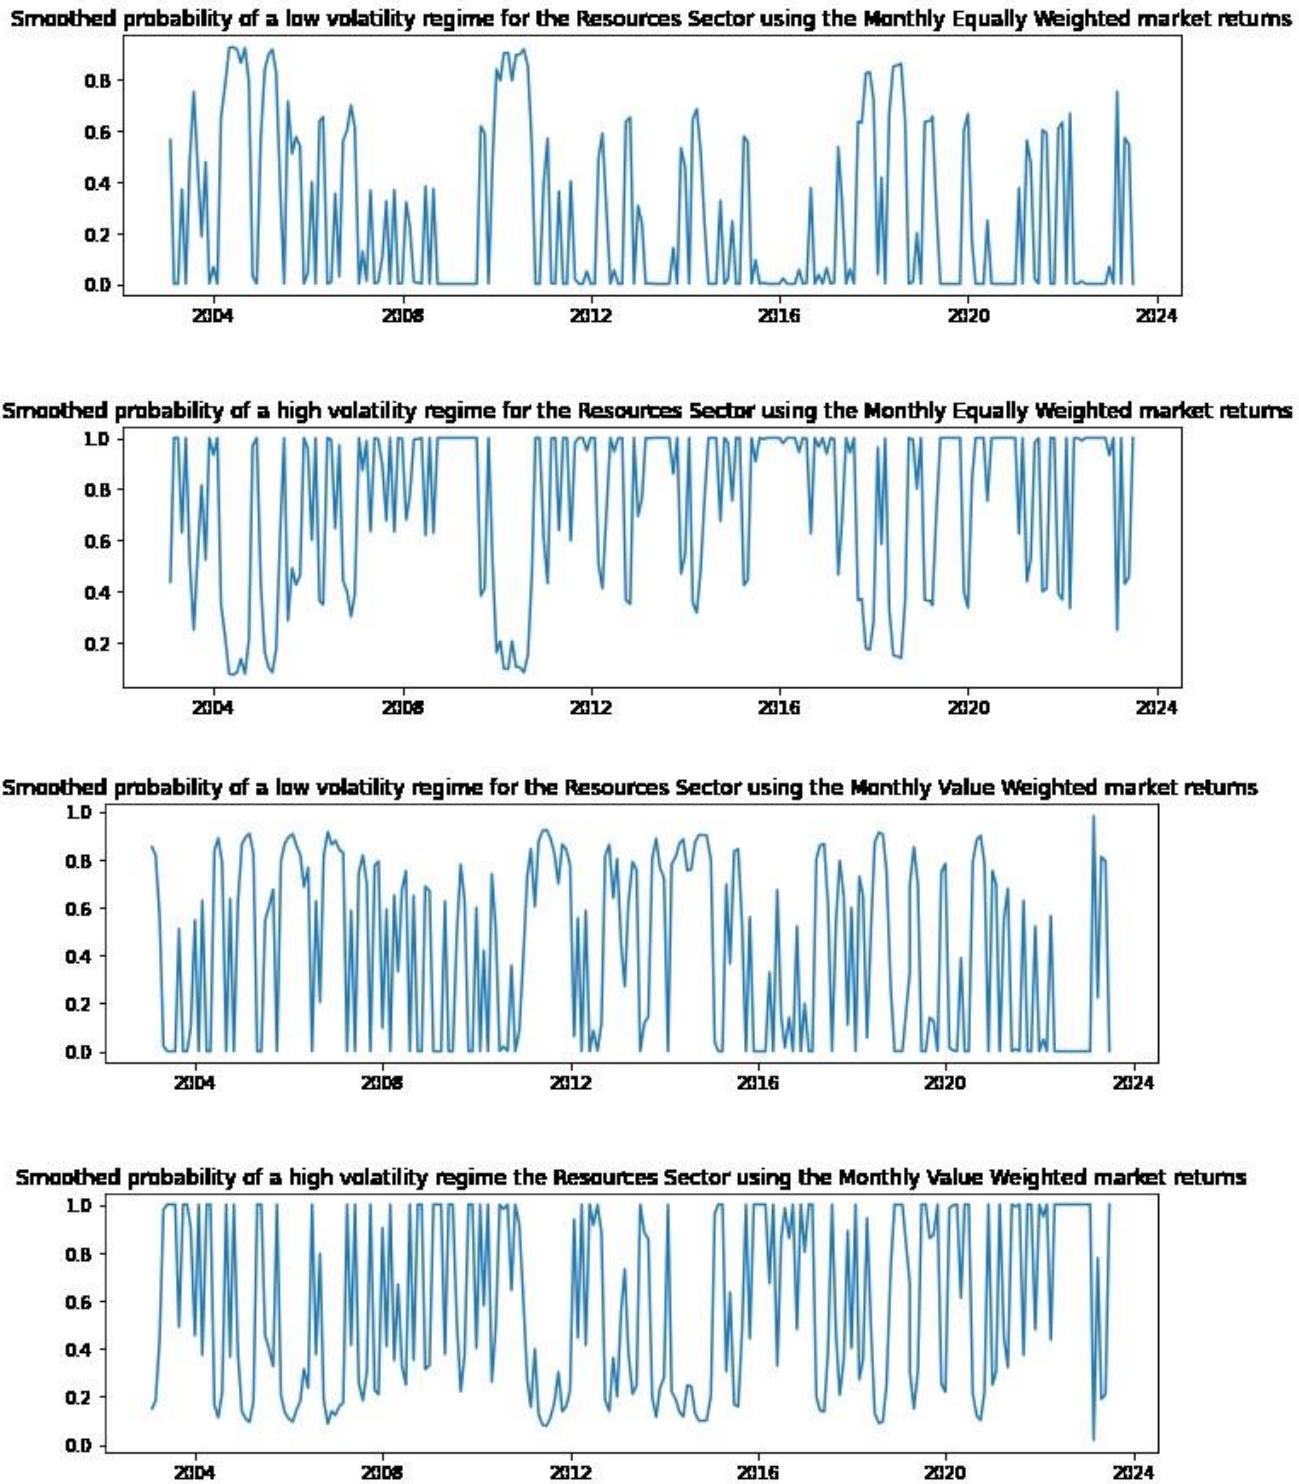 Smoothed probability of a low volatility regime for the Resources Sector using the Monthly Equally Weighted market returns
0.8
0.6
0.4
0.2
0.0
2004 2008 2012 2016 2020 2024
Smoothed probability of a high volatility regime for the Resources Sector using the Monthly Equally Weighted market returns
1.0
0.8
0.6
0.4
0.2
2004 2008 2012 2016 2020 2024
Smoothed probability of a low volatility regime for the Resources Sector using the Monthly Value Weighted market returns
1.0
0.8
0.6
0.4
0.2
0.0
2004 2008 2012 2016 2020 2024
Smoothed probability of a high volatility regime the Resources Sector using the Monthly Value Weighted market returns
1.0
0.8
0.6
0.4
0.2
0.0
2004 2008 2012 2016 2020 2024